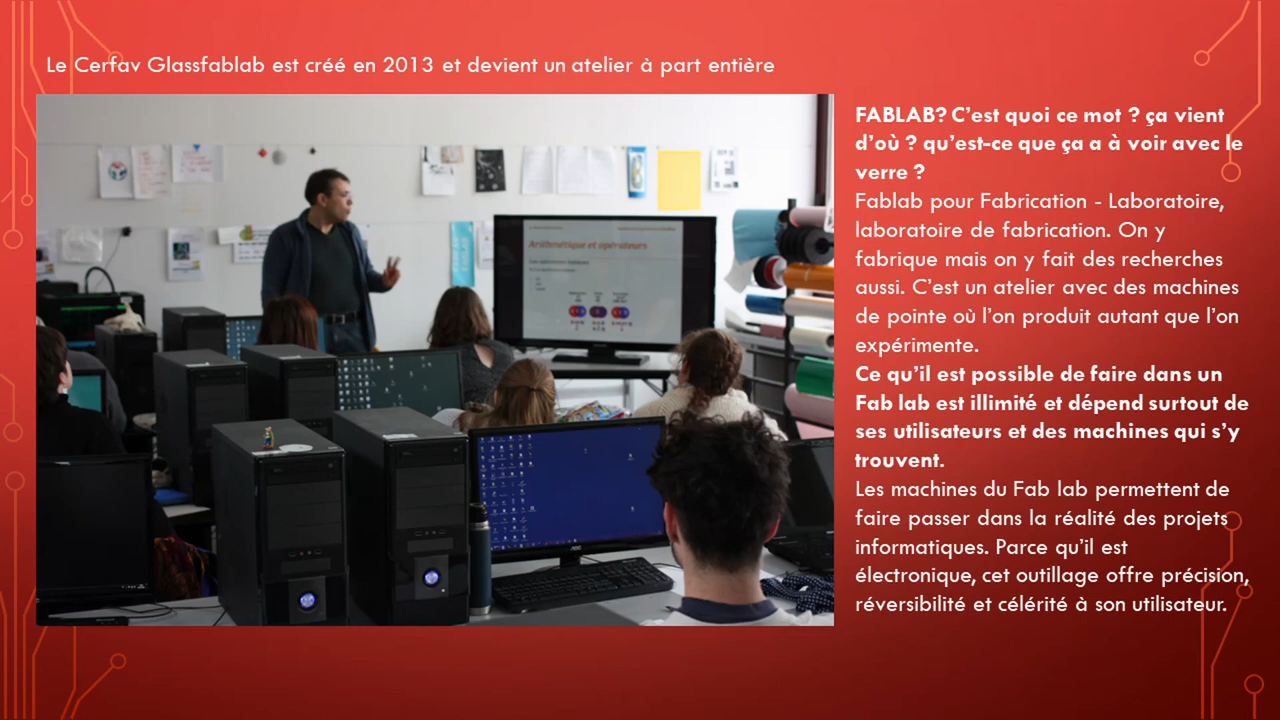 Le Cerfav Glassfablab est créé en 2013 et devient un atelier à part entière
FABLAB? C'est quoi ce mot ? ça vient
d'où ? qu'est-ce que ça a à voir avec le
verre ?
Fablab pour Fabrication - Laboratoire,
laboratoire de fabrication. On y
fabrique mais on y fait des recherches
aussi. C'est un atelier avec des machines
de pointe où l'on produit autant que l'on
expérimente.
Ce qu'il est possible de faire dans un
Fab lab est illimité et dépend surtout de
ses utilisateurs et des machines qui s'y
trouvent.
Les machines du Fab lab permettent de
faire passer dans la réalité des projets
informatiques. Parce qu'il est
électronique, cet outillage offre précision,
réversibilité et célérité à son utilisateur.
Arithmétique et opérateurs
AOC